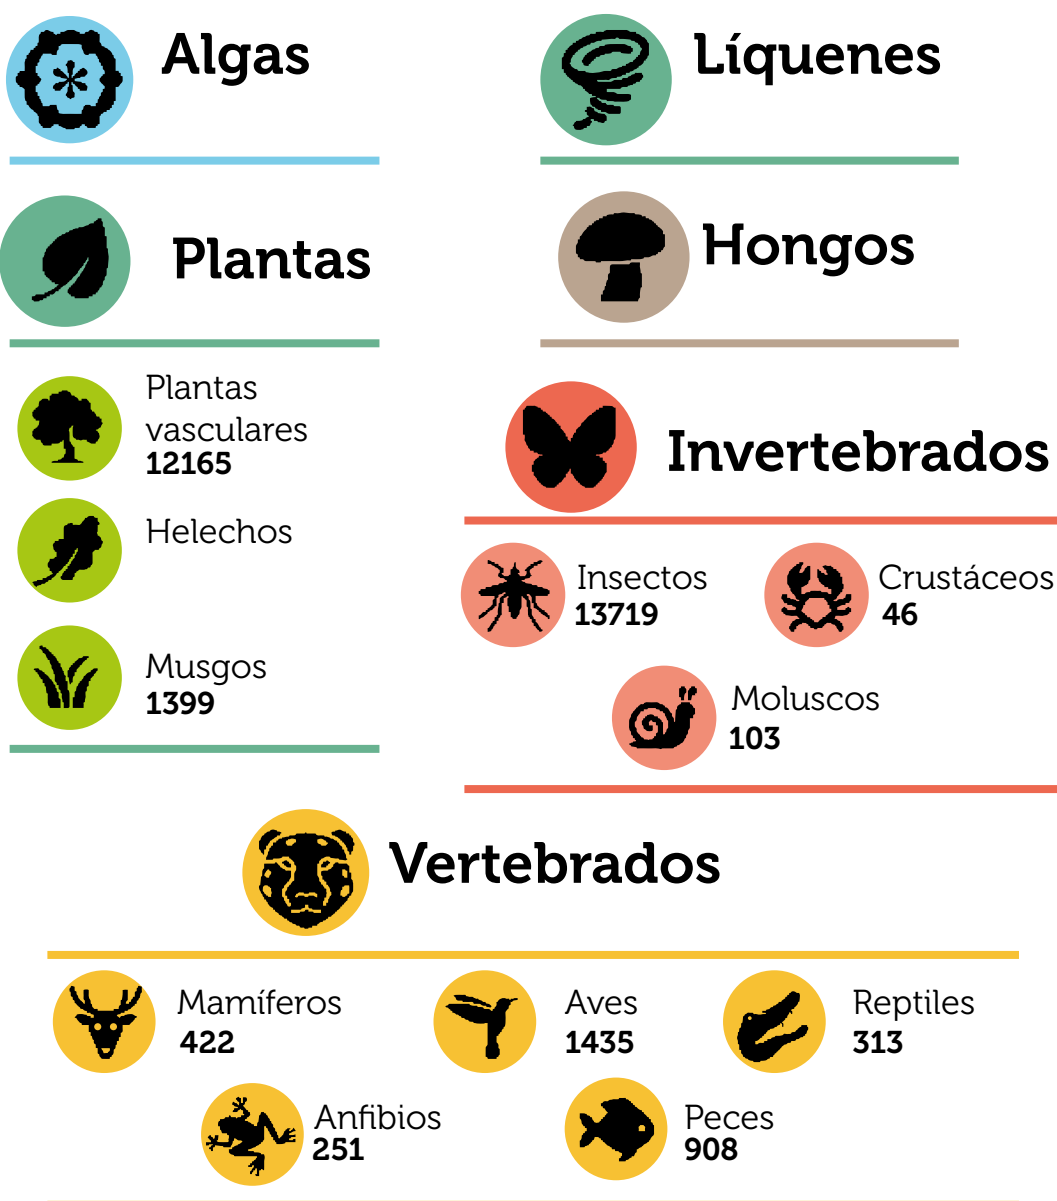 Algas
Líquenes
Plantas
Hongos
Plantas
vasculares
12165
Helechos
Musgos
1399
Invertebrados
Insectos
13719
Crustáceos
46
Moluscos
103
Vertebrados
Mamíferos
422
Aves
1435
Reptiles
313
Anfibios
251
Peces
908